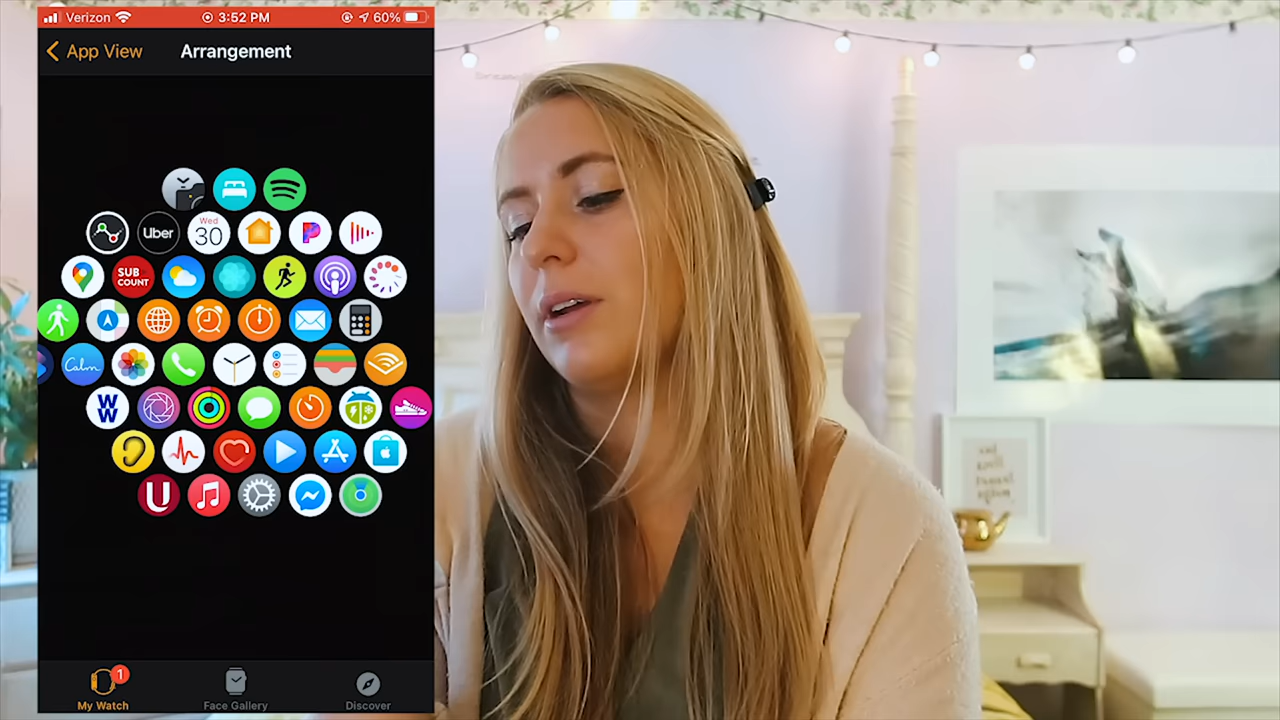 Verizon 3:52 PM 60%
App View Arrangement
Uber
Wed
30
SUB
COUNT
Calm
W
W
U
1
My Watch Face Gallery Discover